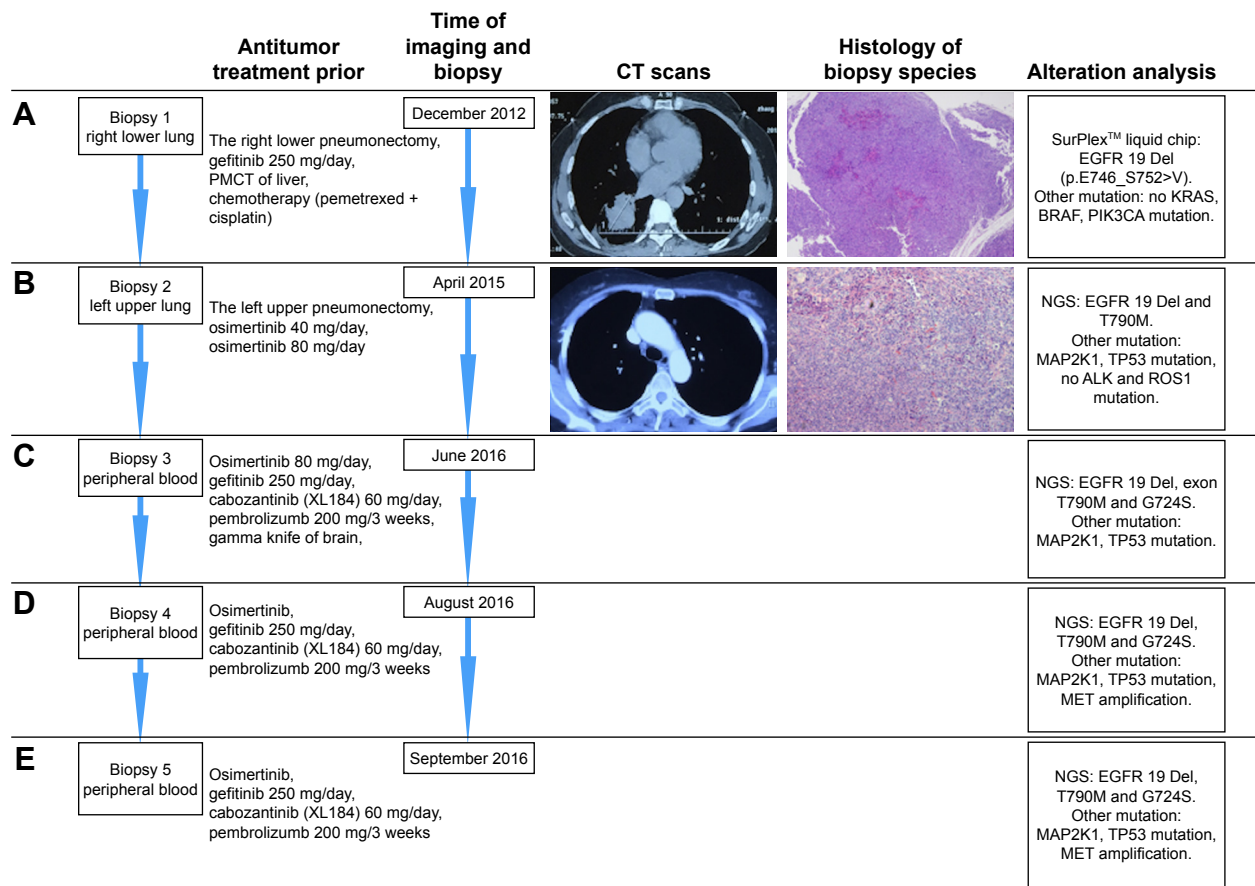 Antitumor
treatment prior
Time of
imaging and
biopsy
CT scans
Histology of
biopsy species
Alteration analysis
A
Biopsy 1
right lower lung
The right lower pneumonectomy,
gefitinib 250 mg/day,
PMCT of liver,
chemotherapy (pemetrexed +
cisplatin)
December 2012
SurPlex™ liquid chip:
EGFR 19 Del
(p.E746_S752>V).
Other mutation: no KRAS,
BRAF, PIK3CA mutation.
B
Biopsy 2
left upper lung
The left upper pneumonectomy,
osimertinib 40 mg/day,
osimertinib 80 mg/day
April 2015
NGS: EGFR 19 Del and
T790M.
Other mutation:
MAP2K1, TP53 mutation,
no ALK and ROS1
mutation.
C
Biopsy 3
peripheral blood
Osimertinib 80 mg/day,
gefitinib 250 mg/day,
cabozantinib (XL184) 60 mg/day,
pembrolizumb 200 mg/3 weeks,
gamma knife of brain,
June 2016
NGS: EGFR 19 Del, exon
T790M and G724S.
Other mutation:
MAP2K1, TP53 mutation.
D
Biopsy 4
peripheral blood
Osimertinib,
gefitinib 250 mg/day,
cabozantinib (XL184) 60 mg/day,
pembrolizumb 200 mg/3 weeks
August 2016
NGS: EGFR 19 Del,
T790M and G724S.
Other mutation:
MAP2K1, TP53 mutation,
MET amplification.
E
Biopsy 5
peripheral blood
Osimertinib,
gefitinib 250 mg/day,
cabozantinib (XL184) 60 mg/day,
pembrolizumb 200 mg/3 weeks
September 2016
NGS: EGFR 19 Del,
T790M and G724S.
Other mutation:
MAP2K1, TP53 mutation,
MET amplification.